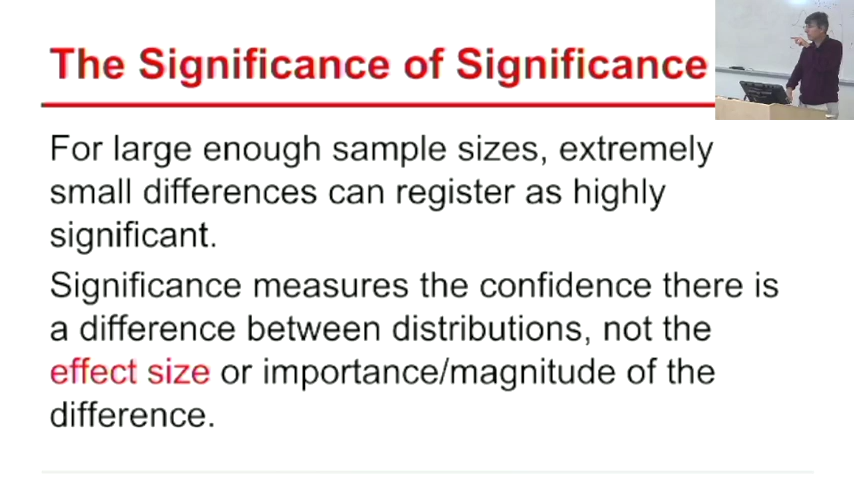 The Significance of Significance
For large enough sample sizes, extremely
small differences can register as highly
significant.
Significance measures the confidence there is
a difference between distributions, not the
effect size or importance/magnitude of the
difference.